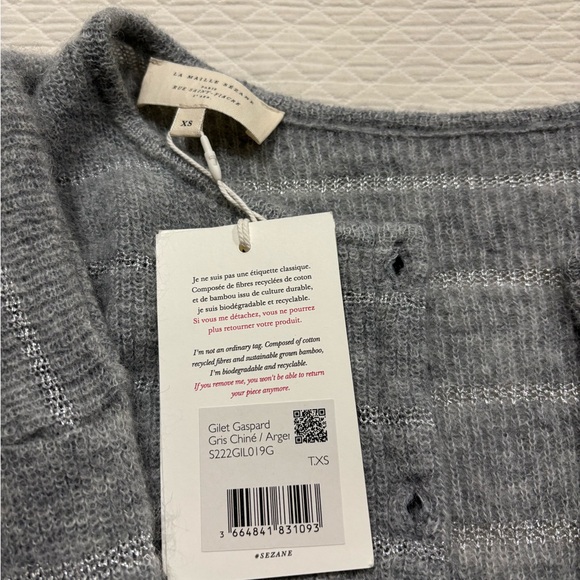 LA MAILLE SÉZANE
PARIS
RUE SAINT-FIACRE
XS
Je ne suis pas une étiquette classique.
Composée de fibres recyclées de coton
et de bambou issu de culture durable,
je suis biodégradable et recyclable.
Si vous me détachez, vous ne pourrez
plus retourner votre produit.
I'm not an ordinary tag. Composed of cotton
recycled fibres and sustainable grown bamboo,
I'm biodegradable and recyclable.
If you remove me, you won't be able to return
your piece anymore.
Gilet Gaspard
Gris Chiné / Argen
S222GIL019G
T.XS
3 664841 831093
#SEZANE